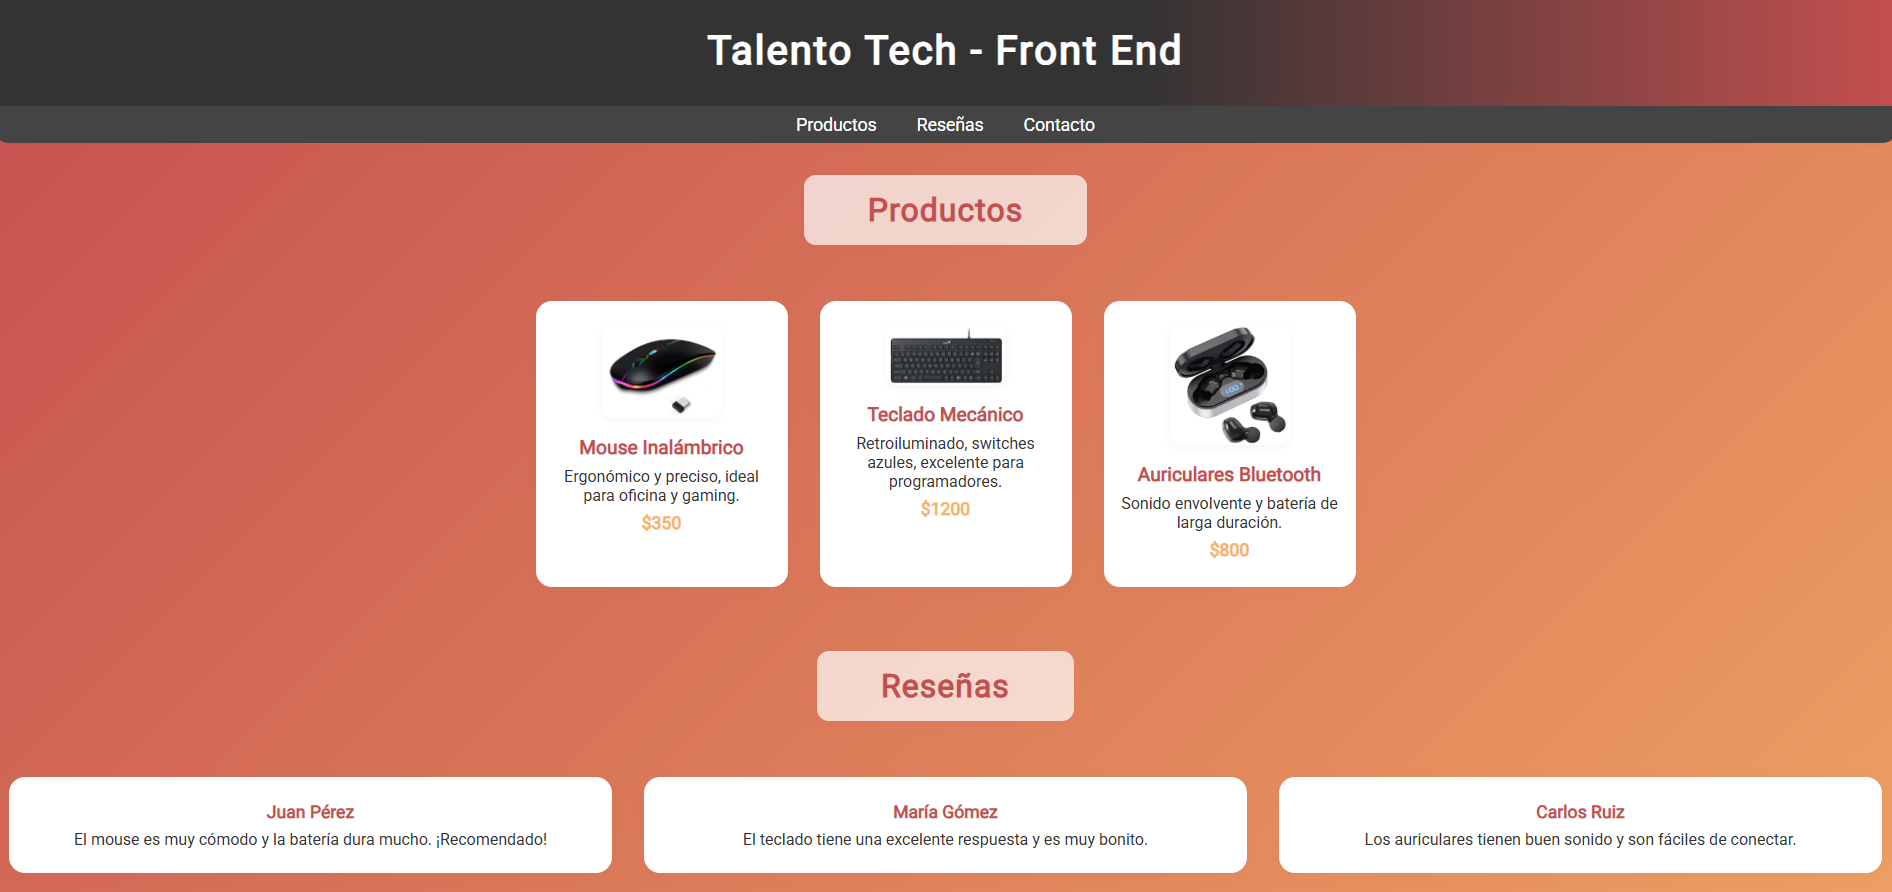 Talento Tech - Front End
Productos
Reseñas
Contacto
Productos
Mouse Inalámbrico
Ergonómico y preciso, ideal
para oficina y gaming.
$350
Teclado Mecánico
Retroiluminado, switches
azules, excelente para
programadores.
$1200
Auriculares Bluetooth
Sonido envolvente y batería de
larga duración.
$800
Reseñas
Juan Pérez
El mouse es muy cómodo y la batería dura mucho. ¡Recomendado!
María Gómez
El teclado tiene una excelente respuesta y es muy bonito.
Carlos Ruiz
Los auriculares tienen buen sonido y son fáciles de conectar.